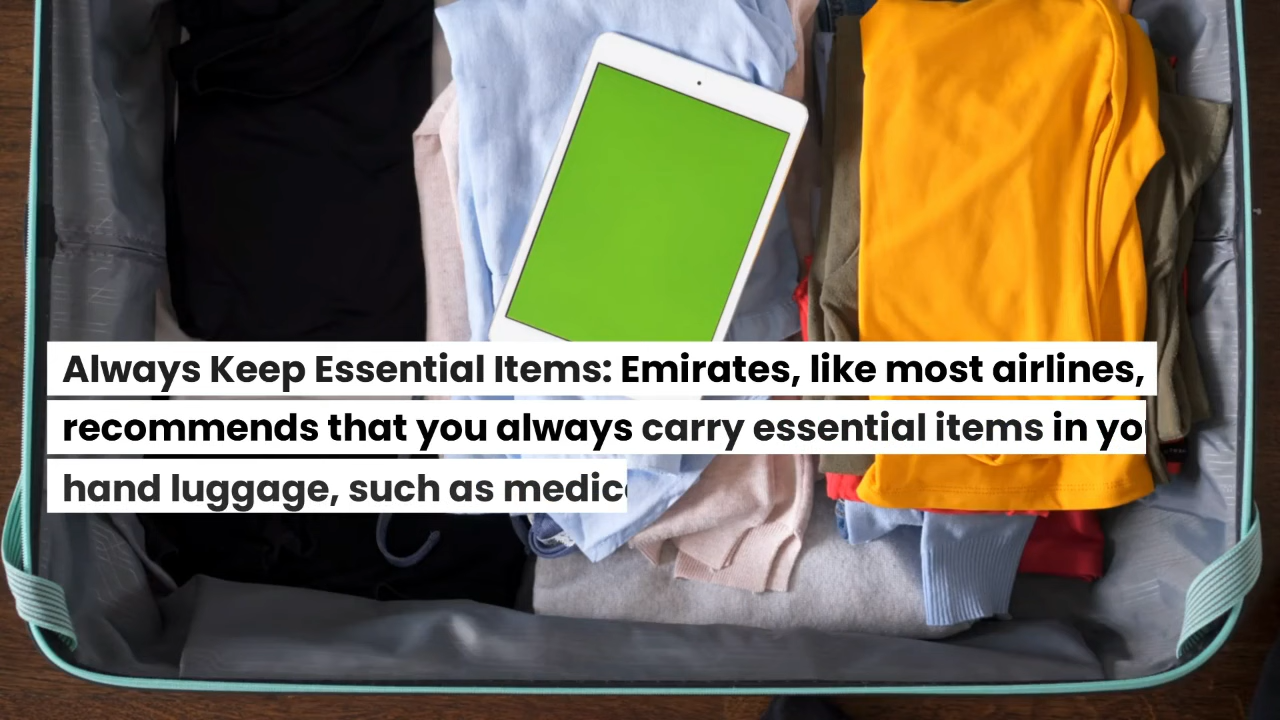 Always Keep Essential Items: Emirates, like most airlines,
recommends that you always carry essential items in
hand luggage, such as